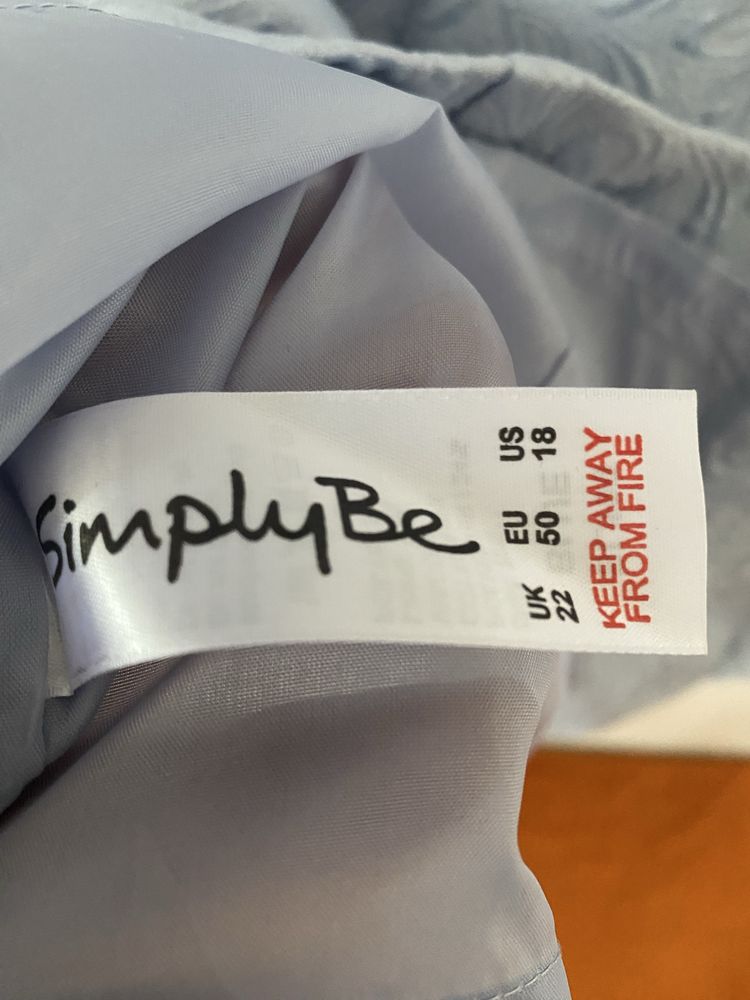 SimplyBe
UK EU US
22 50 18
KEEP AWAY
FROM FIRE